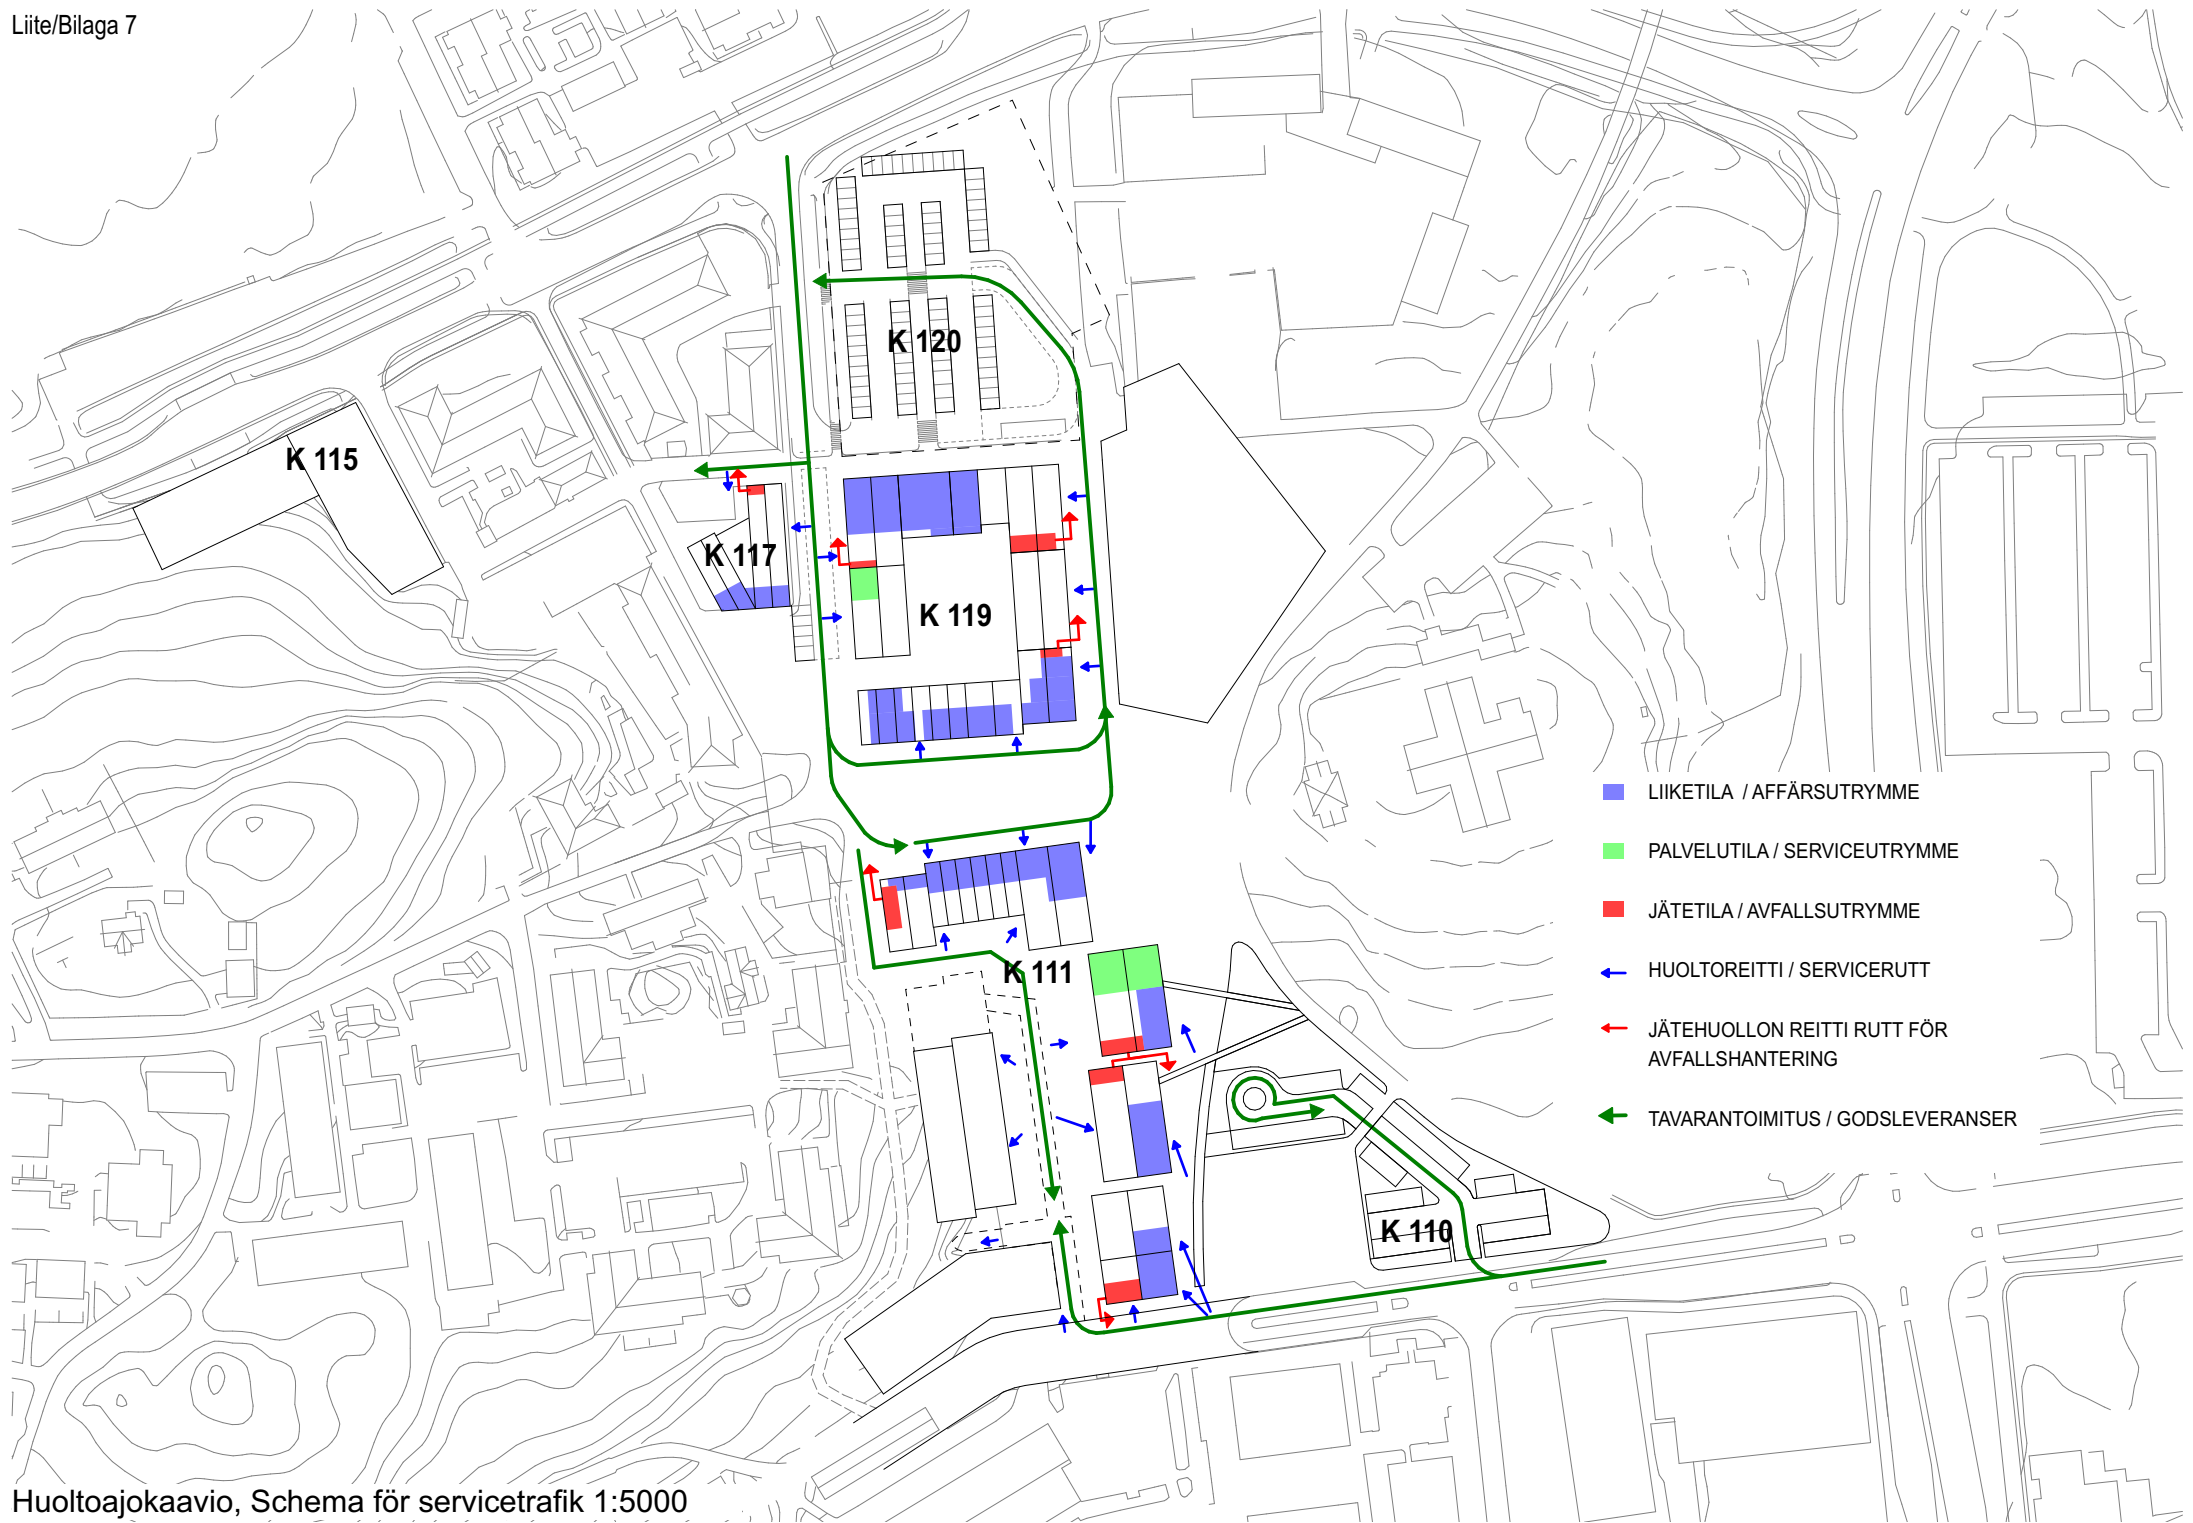 Liite/Bilaga 7
K 120
K 115
K 117
K 119
K 111
K 110
LIIKETILA / AFFÄRSUTRYMME
PALVELUTILA / SERVICEUTRYMME
JÄTETILA / AVFALLSUTRYMME
HUOLTOREITTI / SERVICERUTT
JÄTEHUOLLON REITTI RUTT FÖR
AVFALLSHANTERING
TAVARANTOIMITUS / GODSLEVERANSER
Huoltoajokaavio, Schema för servicetrafik 1:5000